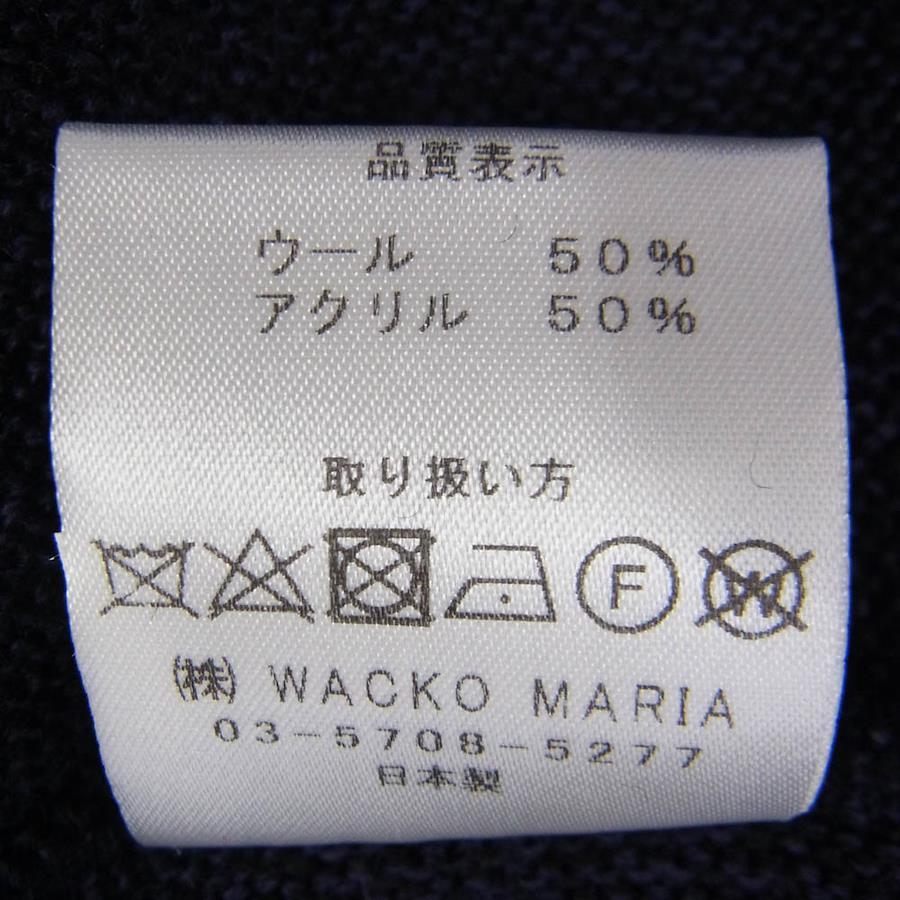 品質表示
ウール 50%
アクリル 50%
取り扱い方
F W
㈱ WACKO MARIA
03-5708-5277
日本製